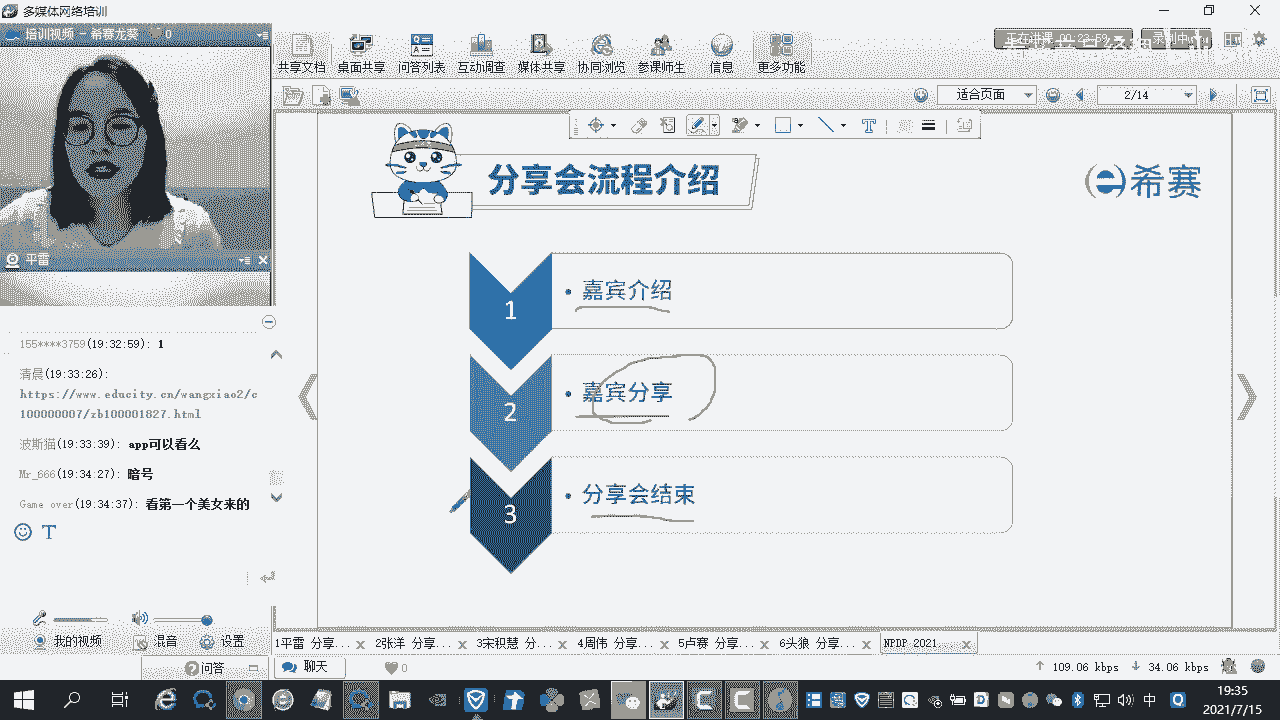 多媒体网络培训
培训视频 - 希赛龙葵
0
正在讲课 00:23:59
录制中
共享文档
桌面共享
问答列表
互动调查
媒体共享
协同浏览
参课师生
信息
更多功能
适合页面
2/14
平雷
分享会流程介绍
希赛
1
• 嘉宾介绍
2
• 嘉宾分享
3
• 分享会结束
155****3759(19:32:59): 1
清晨(19:33:26):
https://www.educity.cn/wangxiao2/c
100000007/zb100001827.html
波斯猫(19:33:39): app可以看么
Mr_666(19:34:27): 暗号
Game over(19:34:37): 看第一个美女来的
我的视频
混音
设置
1平雷 分享...
2张洋 分享...
3宋积慧 分...
4周伟 分享...
5卢赛 分享...
6头狼 分享...
NPDP 2021...
问答
聊天
0
109.06 kbps
34.06 kbps
中
19:35
2021/7/15